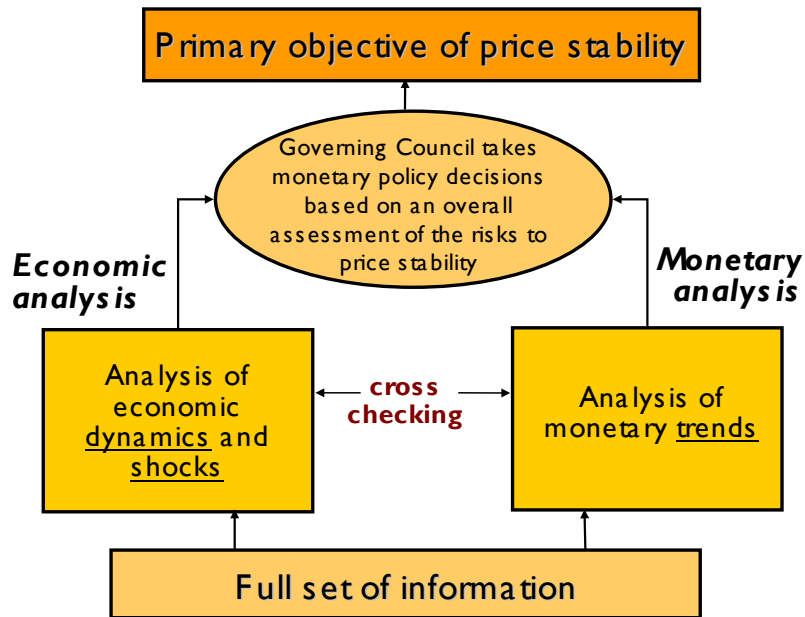 Primary objective of price stability
Governing Council takes
monetary policy decisions
based on an overall
assessment of the risks to
price stability
Economic
analysis
Monetary
analysis
Analysis of
economic
dynamics and
shocks
cross
checking
Analysis of
monetary trends
Full set of information